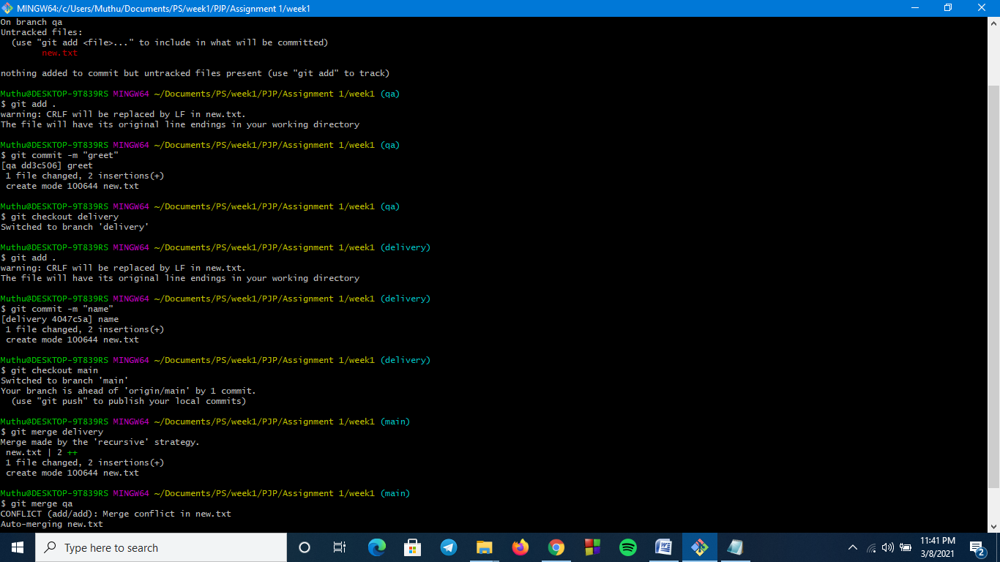 MINGW64:/c/Users/Muthu/Documents/PS/week1/PJP/Assignment 1/week1
On branch qa
Untracked files:
  (use "git add <file>..." to include in what will be committed)
        new.txt

nothing added to commit but untracked files present (use "git add" to track)

Muthu@DESKTOP-9T839RS MINGW64 ~/Documents/PS/week1/PJP/Assignment 1/week1 (qa)
$ git add .
warning: CRLF will be replaced by LF in new.txt.
The file will have its original line endings in your working directory

Muthu@DESKTOP-9T839RS MINGW64 ~/Documents/PS/week1/PJP/Assignment 1/week1 (qa)
$ git commit -m "greet"
[qa dd3c506] greet
 1 file changed, 2 insertions(+)
 create mode 100644 new.txt

Muthu@DESKTOP-9T839RS MINGW64 ~/Documents/PS/week1/PJP/Assignment 1/week1 (qa)
$ git checkout delivery
Switched to branch 'delivery'

Muthu@DESKTOP-9T839RS MINGW64 ~/Documents/PS/week1/PJP/Assignment 1/week1 (delivery)
$ git add .
warning: CRLF will be replaced by LF in new.txt.
The file will have its original line endings in your working directory

Muthu@DESKTOP-9T839RS MINGW64 ~/Documents/PS/week1/PJP/Assignment 1/week1 (delivery)
$ git commit -m "name"
[delivery 4047c5a] name
 1 file changed, 2 insertions(+)
 create mode 100644 new.txt

Muthu@DESKTOP-9T839RS MINGW64 ~/Documents/PS/week1/PJP/Assignment 1/week1 (delivery)
$ git checkout main
Switched to branch 'main'
Your branch is ahead of 'origin/main' by 1 commit.
  (use "git push" to publish your local commits)

Muthu@DESKTOP-9T839RS MINGW64 ~/Documents/PS/week1/PJP/Assignment 1/week1 (main)
$ git merge delivery
Merge made by the 'recursive' strategy.
 new.txt | 2 ++
 1 file changed, 2 insertions(+)
 create mode 100644 new.txt

Muthu@DESKTOP-9T839RS MINGW64 ~/Documents/PS/week1/PJP/Assignment 1/week1 (main)
$ git merge qa
CONFLICT (add/add): Merge conflict in new.txt
Auto-merging new.txt
Type here to search
11:41 PM
3/8/2021
2